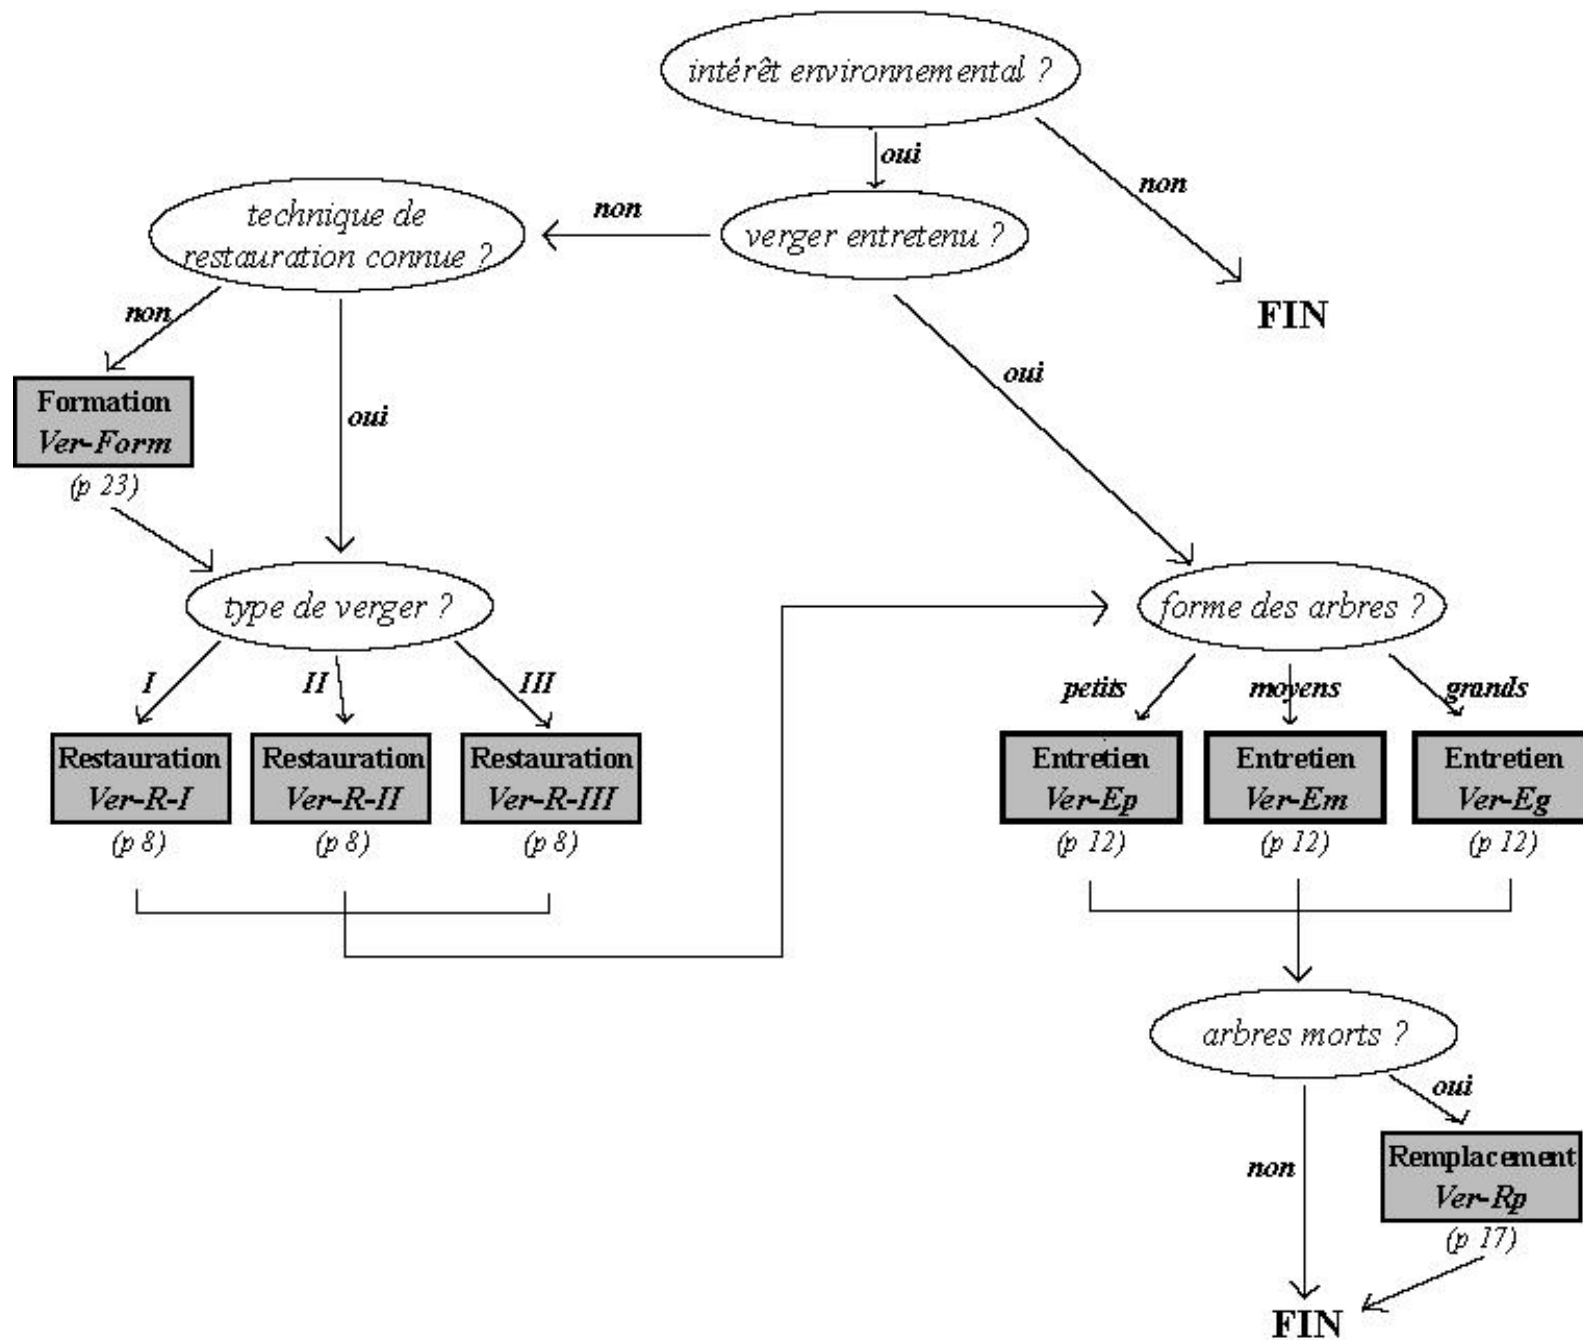 intérêt environnemental ?
oui
non
technique de
restauration connue ?
non
verger entretenu ?
FIN
non
oui
oui
Formation
Ver-Form
(p 23)
type de verger ?
forme des arbres ?
I
II
III
petits
moyens
grands
Restauration
Ver-R-I
(p 8)
Restauration
Ver-R-II
(p 8)
Restauration
Ver-R-III
(p 8)
Entretien
Ver-Ep
(p 12)
Entretien
Ver-Em
(p 12)
Entretien
Ver-Eg
(p 12)
arbres morts ?
oui
non
Remplacement
Ver-Rp
(p 17)
FIN